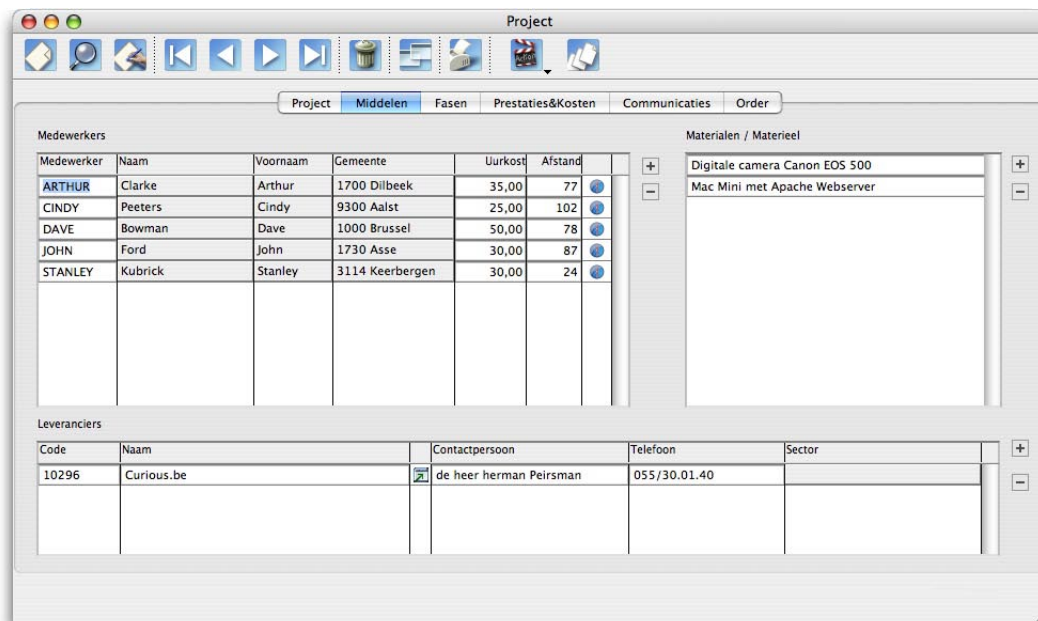 Project
Action
Project Middelen Fasen Prestaties&Kosten Communicaties Order
Medewerkers
Medewerker Naam Voornaam Gemeente Uurkost Afstand
ARTHUR Clarke Arthur 1700 Dilbeek 35,00 77
CINDY Peeters Cindy 9300 Aalst 25,00 102
DAVE Bowman Dave 1000 Brussel 50,00 78
JOHN Ford John 1730 Asse 30,00 87
STANLEY Kubrick Stanley 3114 Keerbergen 30,00 24
Materialen / Materieel
Digitale camera Canon EOS 500
Mac Mini met Apache Webserver
Leveranciers
Code Naam Contactpersoon Telefoon Sector
10296 Curious.be de heer herman Peirsman 055/30.01.40